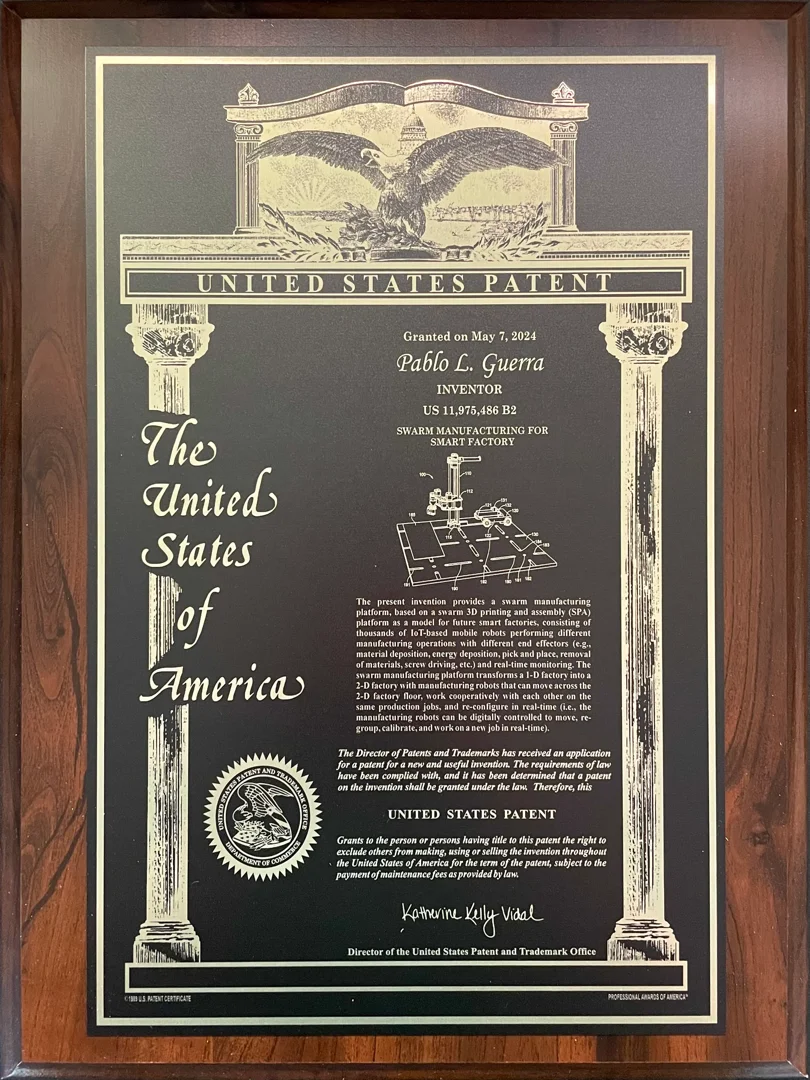 UNITED STATES PATENT
Granted on May 7, 2024
Pablo L. Guerra
INVENTOR
US 11,975,486 B2
SWARM MANUFACTURING FOR
SMART FACTORY
The
United
States
of
America
The present invention provides a swarm manufacturing
platform, based on a swarm 3D printing and assembly (SPA)
platform as a model for future smart factories, consisting of
thousands of IoT-based mobile robots performing different
manufacturing operations with different end effectors (e.g.,
material deposition, energy deposition, pick and place, removal
of materials, screw driving, etc.) and real-time monitoring. The
swarm manufacturing platform transforms a 1-D factory into a
2-D factory with manufacturing robots that can move across the
2-D factory floor, work cooperatively with each other on the
same production jobs, and re-configure in real-time (i.e., the
manufacturing robots can be digitally controlled to move, re-
group, calibrate, and work on a new job in real-time).
The Director of Patents and Trademarks has received an application
for a patent for a new and useful invention. The requirements of law
have been complied with, and it has been determined that a patent
on the invention shall be granted under the law. Therefore, this
UNITED STATES PATENT
Grants to the person or persons having title to this patent the right to
exclude others from making, using or selling the invention throughout
the United States of America for the term of the patent, subject to the
payment of maintenance fees as provided by law.
UNITED STATES PATENT AND TRADEMARK OFFICE
DEPARTMENT OF COMMERCE
Katherine Kelly Vidal
Director of the United States Patent and Trademark Office
©1989 U.S. PATENT CERTIFICATE
PROFESSIONAL AWARDS OF AMERICA